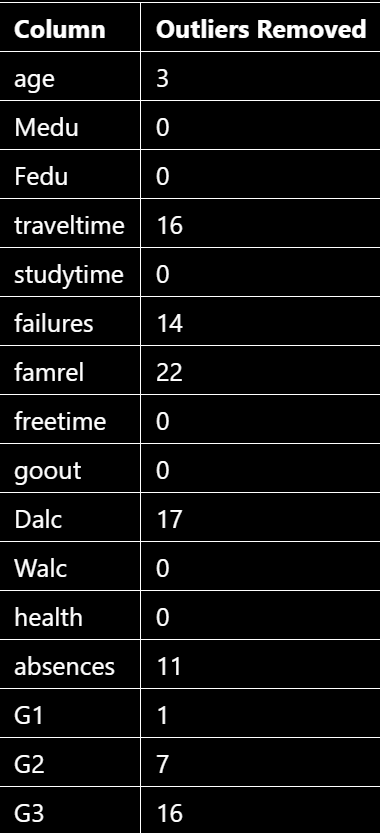 Column Outliers Removed
age 3
Medu 0
Fedu 0
traveltime 16
studytime 0
failures 14
famrel 22
freetime 0
goout 0
Dalc 17
Walc 0
health 0
absences 11
G1 1
G2 7
G3 16